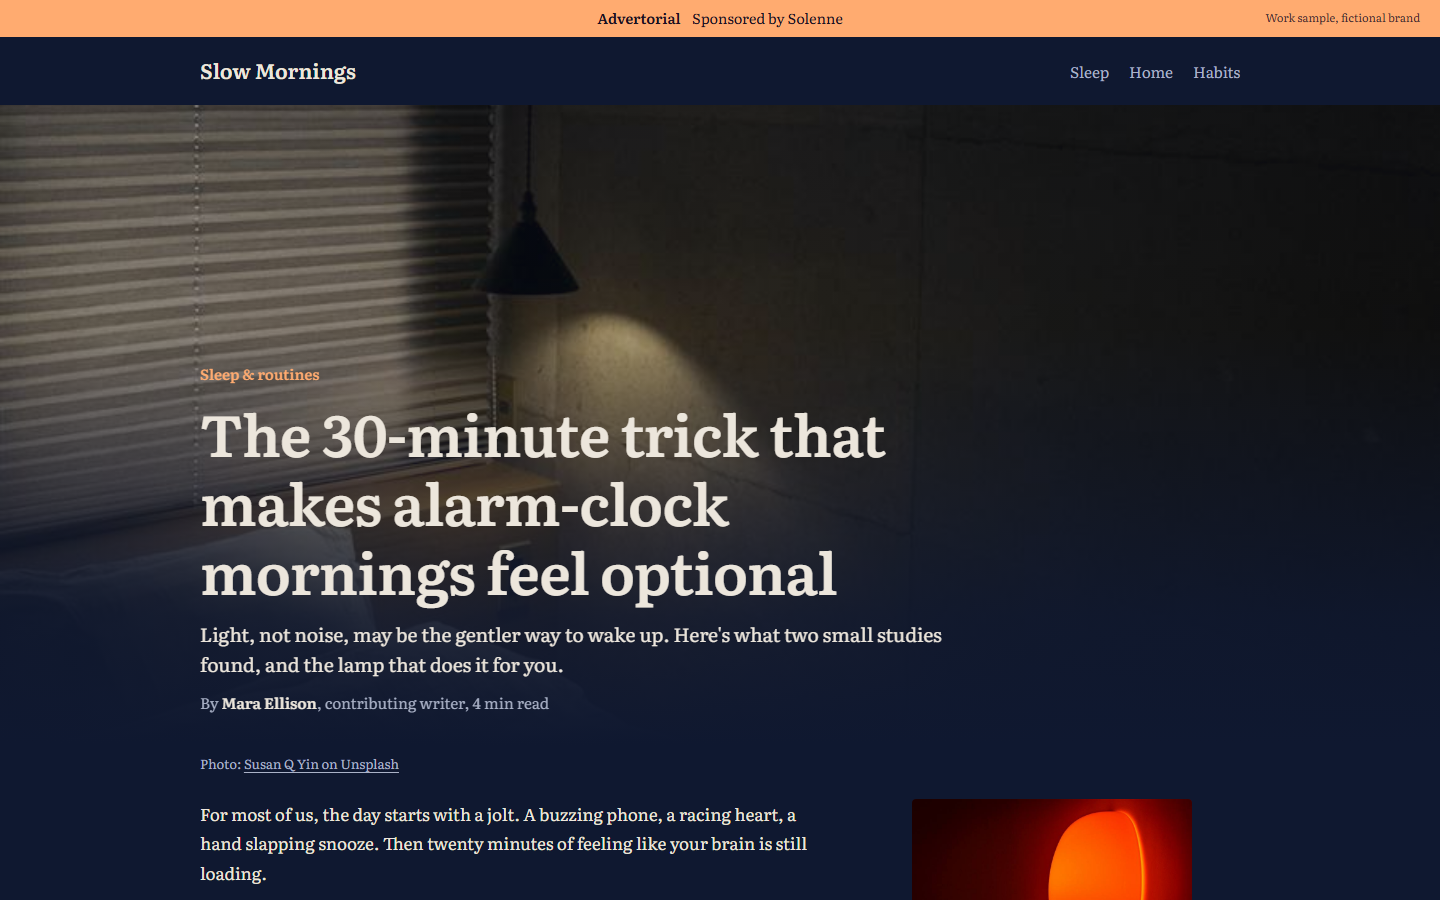 Advertorial Sponsored by Solenne
Work sample, fictional brand
Slow Mornings
Sleep Home Habits
Sleep & routines
The 30-minute trick that
makes alarm-clock
mornings feel optional
Light, not noise, may be the gentler way to wake up. Here's what two small studies
found, and the lamp that does it for you.
By Mara Ellison, contributing writer, 4 min read
Photo: Susan Q Yin on Unsplash
For most of us, the day starts with a jolt. A buzzing phone, a racing heart, a
hand slapping snooze. Then twenty minutes of feeling like your brain is still
loading.